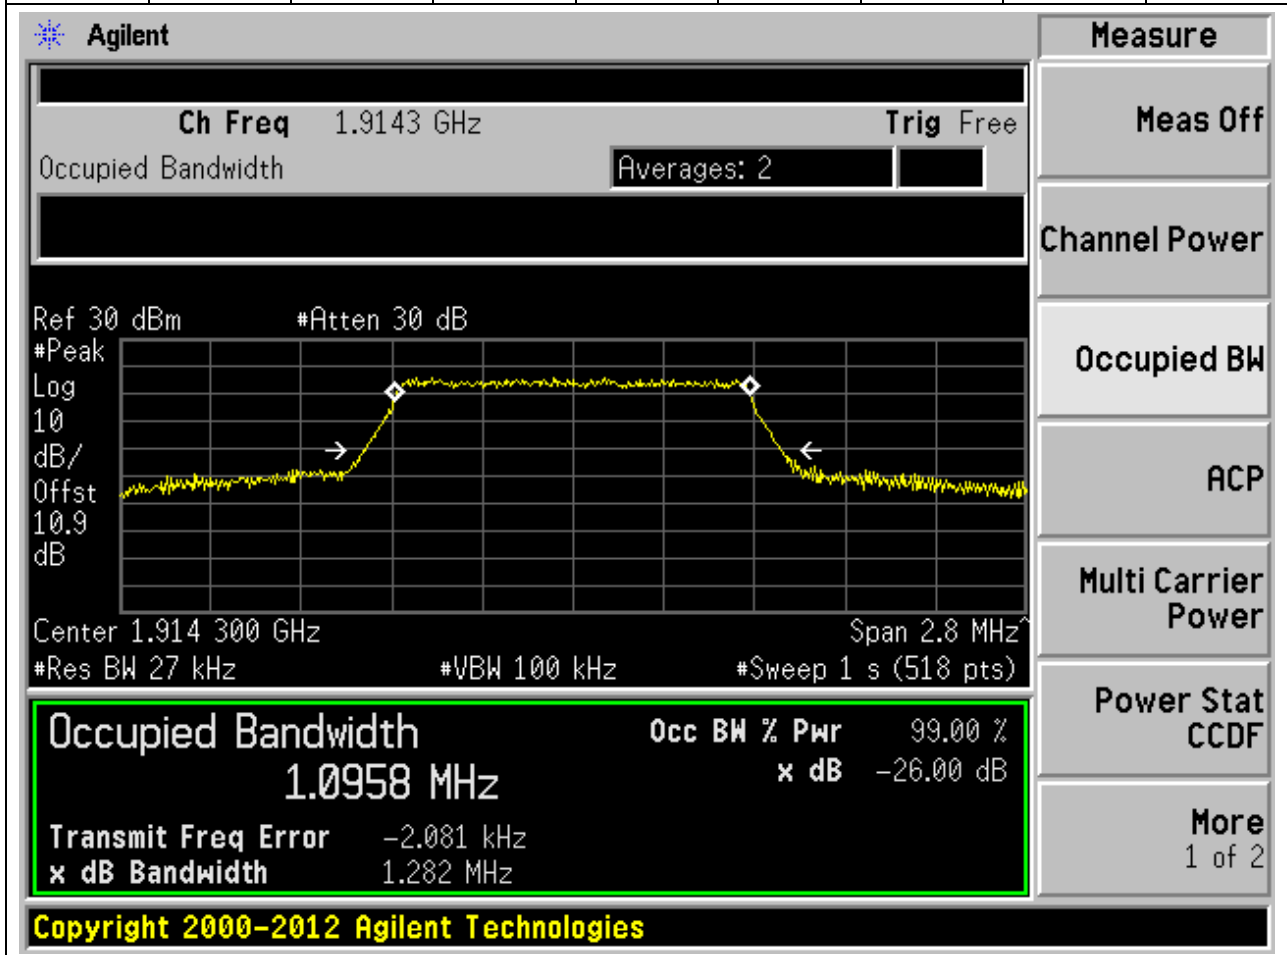 Agilent
Measure
Ch Freq 1.9143 GHz Trig Free
Occupied Bandwidth Averages: 2
Meas Off
Channel Power
Occupied BW
ACP
Multi Carrier
Power
Power Stat
CCDF
More
1 of 2
Ref 30 dBm #Atten 30 dB
#Peak
Log
10
dB/
Offst
10.9
dB
Center 1.914 300 GHz Span 2.8 MHz^
#Res BW 27 kHz #VBW 100 kHz #Sweep 1 s (518 pts)
Occupied Bandwidth Occ BW % Pwr 99.00 %
1.0958 MHz x dB -26.00 dB
Transmit Freq Error -2.081 kHz
x dB Bandwidth 1.282 MHz
Copyright 2000-2012 Agilent Technologies